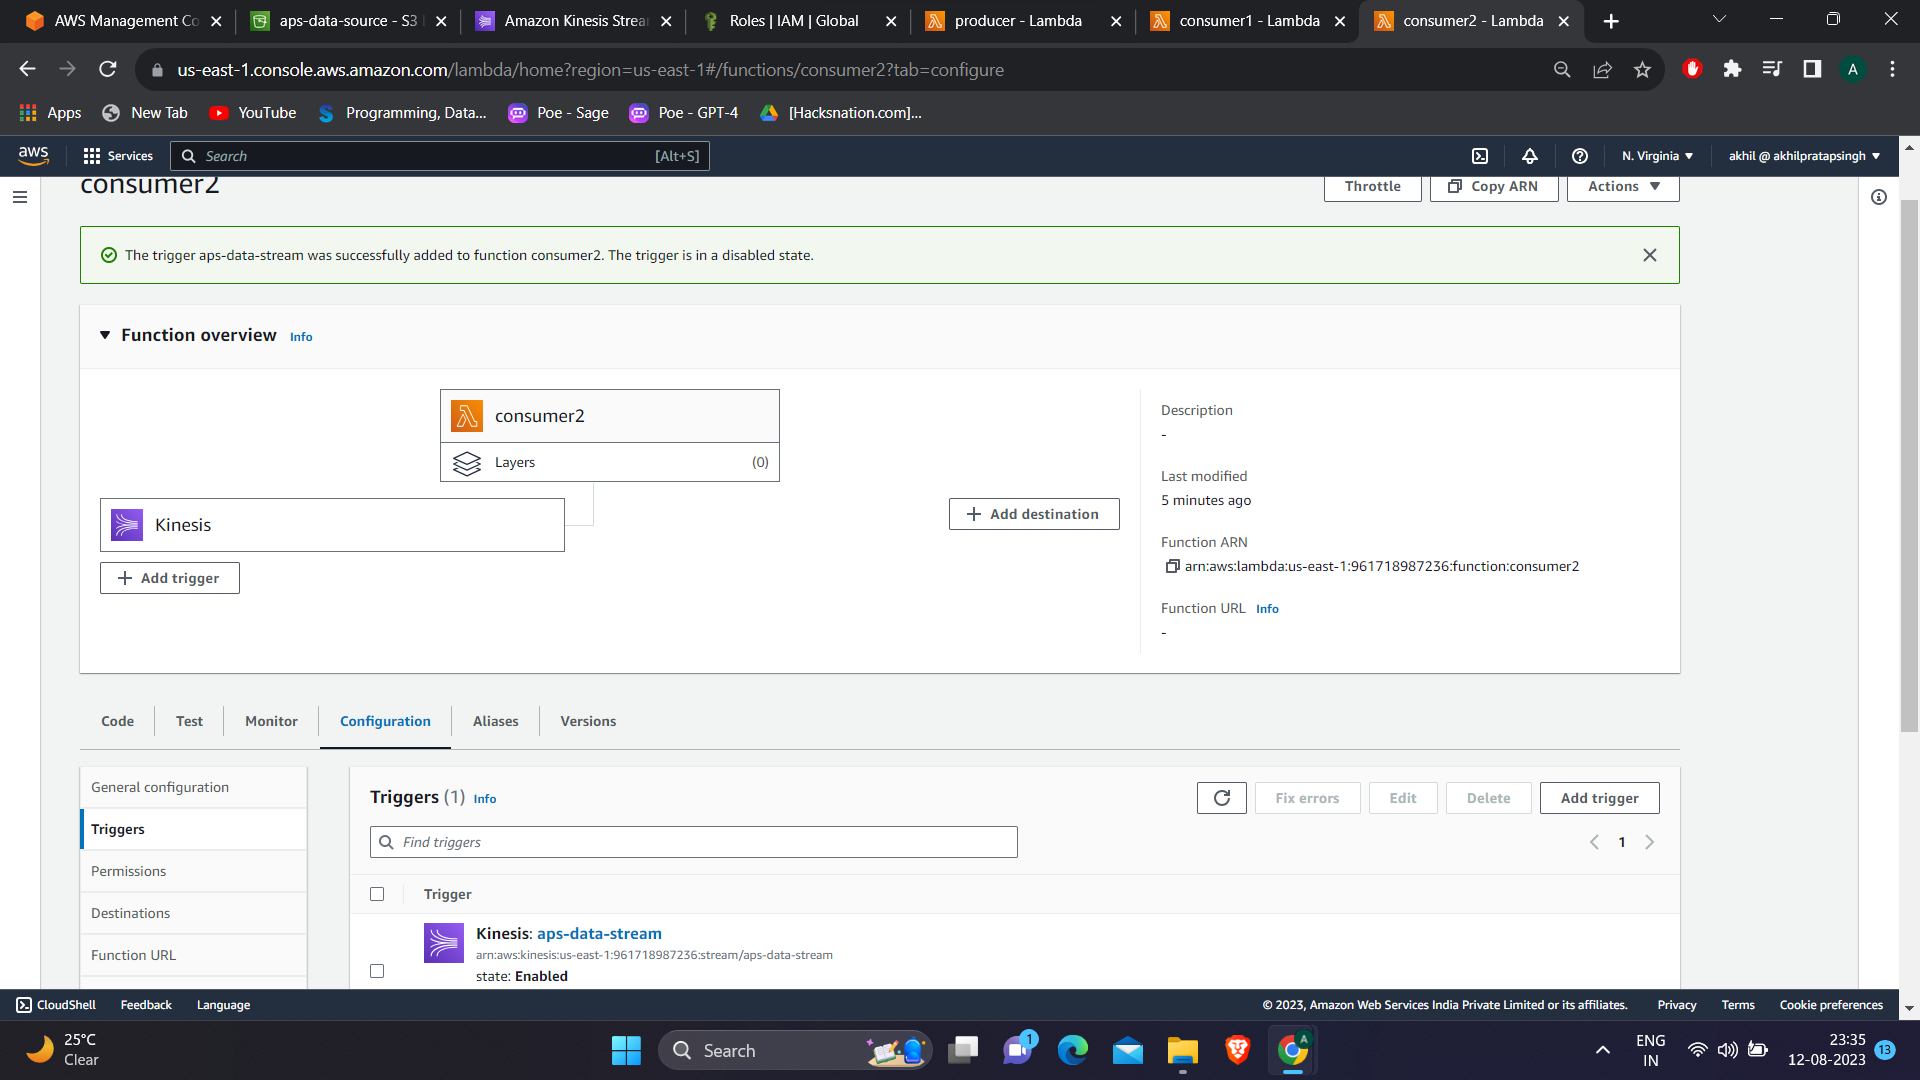 AWS Management Co
aps-data-source - S3
Amazon Kinesis Strea
Roles | IAM | Global
producer - Lambda
consumer1 - Lambda
consumer2 - Lambda
us-east-1.console.aws.amazon.com/lambda/home?region=us-east-1#/functions/consumer2?tab=configure
A
Apps
New Tab
YouTube
Programming, Data...
Poe - Sage
Poe - GPT-4
[Hacksnation.com]...
aws
Services
Search
[Alt+S]
N. Virginia
akhil @ akhilpratapsingh
consumer2
Throttle
Copy ARN
Actions
The trigger aps-data-stream was successfully added to function consumer2. The trigger is in a disabled state.
Function overview Info
consumer2
Layers
(0)
Kinesis
Add trigger
Add destination
Description
-
Last modified
5 minutes ago
Function ARN
arn:aws:lambda:us-east-1:961718987236:function:consumer2
Function URL Info
-
Code
Test
Monitor
Configuration
Aliases
Versions
General configuration
Triggers
Permissions
Destinations
Function URL
Triggers (1) Info
Fix errors
Edit
Delete
Add trigger
Find triggers
1
Trigger
Kinesis: aps-data-stream
arn:aws:kinesis:us-east-1:961718987236:stream/aps-data-stream
state: Enabled
CloudShell
Feedback
Language
© 2023, Amazon Web Services India Private Limited or its affiliates.
Privacy
Terms
Cookie preferences
25°C
Clear
Search
1
A
ENG
IN
23:35
12-08-2023
13